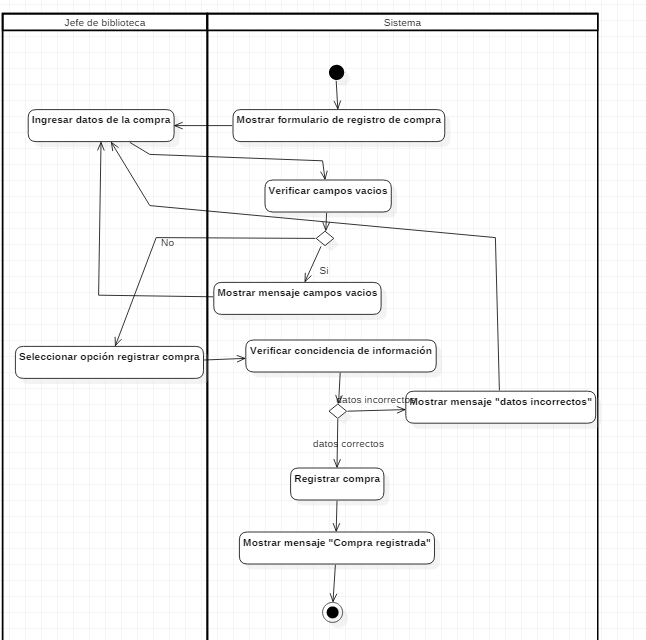 Jefe de biblioteca
Sistema
Ingresar datos de la compra
Mostrar formulario de registro de compra
Verificar campos vacios
No
Si
Mostrar mensaje campos vacios
Seleccionar opción registrar compra
Verificar concidencia de información
datos incorrectos
Mostrar mensaje "datos incorrectos"
datos correctos
Registrar compra
Mostrar mensaje "Compra registrada"